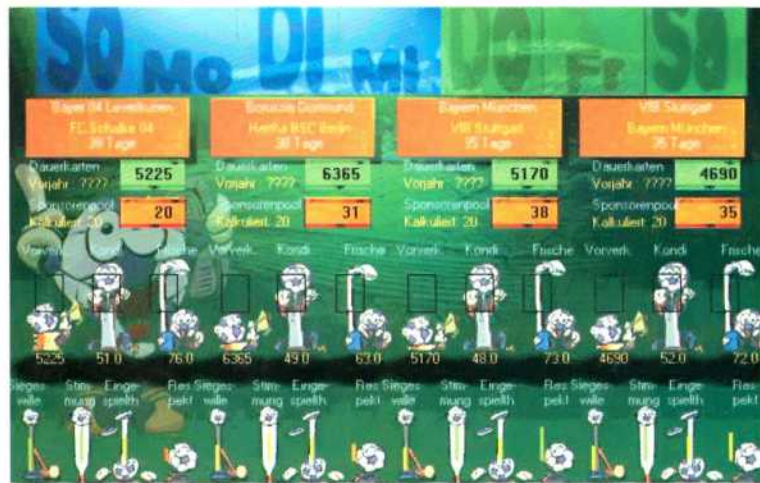 So Mo Di Mi Do Fr Sa
Bayer 04 Leverkusen Borussia Dortmund Bayern München VfB Stuttgart
FC Schalke 04 Hertha BSC Berlin VfB Stuttgart Bayern München
Tage 30 Tage 35 Tage 35 Tage
Dauerkarten 5225 Dauerkarten 6365 Dauerkarten 5170 Dauerkarten 4690
Vorjahr: ???? Vorjahr: ???? Vorjahr: ???? Vorjahr: ????
Sponsorenpool 20 Sponsorenpool 31 Sponsorenpool 38 Sponsorenpool 35
Kalkuliert: 20 Kalkuliert: 20 Kalkuliert: 20 Kalkuliert: 20
Vorverk. Kondi Frische Vorverk. Kondi Frische Vorverk. Kondi Frische Vorverk. Kondi Frische
5225 51.0 76.0 6365 49.0 63.0 5170 48.0 73.0 4690 52.0 72.0
Sieges Stim- Einge- Res Sieges Stim- Einge- Res Sieges Stim- Einge- Res Sieges Stim- Einge- Res
wille mung spielth. pekt wille mung spielth. pekt wille mung spielth. pekt wille mung spielth. pekt